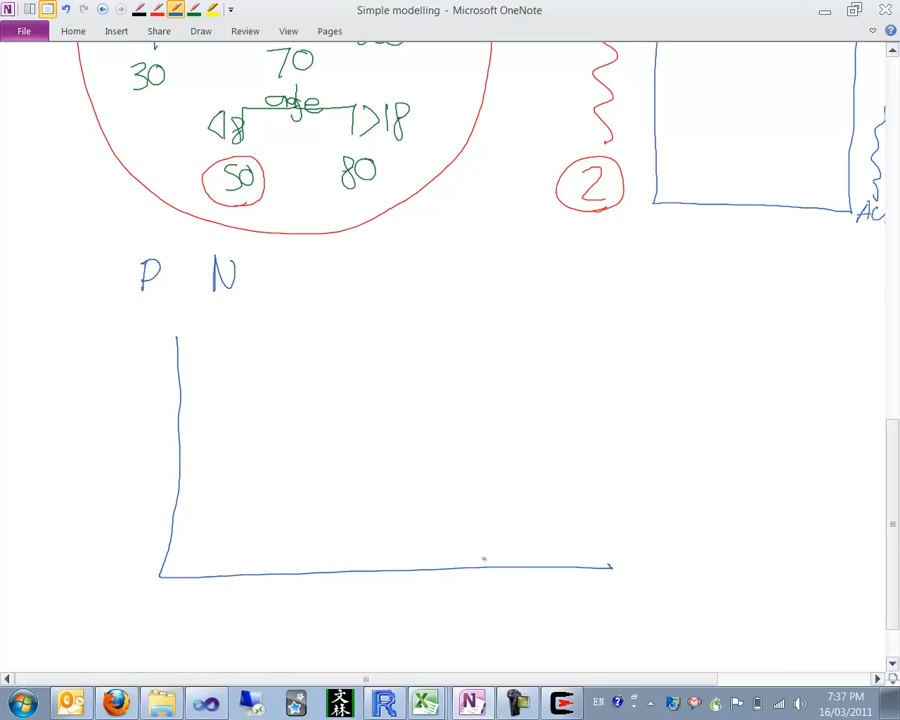 Simple modelling - Microsoft OneNote
File Home Insert Share Draw Review Pages
30 70
age
<18 >18
50 80
2
AC
P N
EN
7:37 PM
16/03/2011